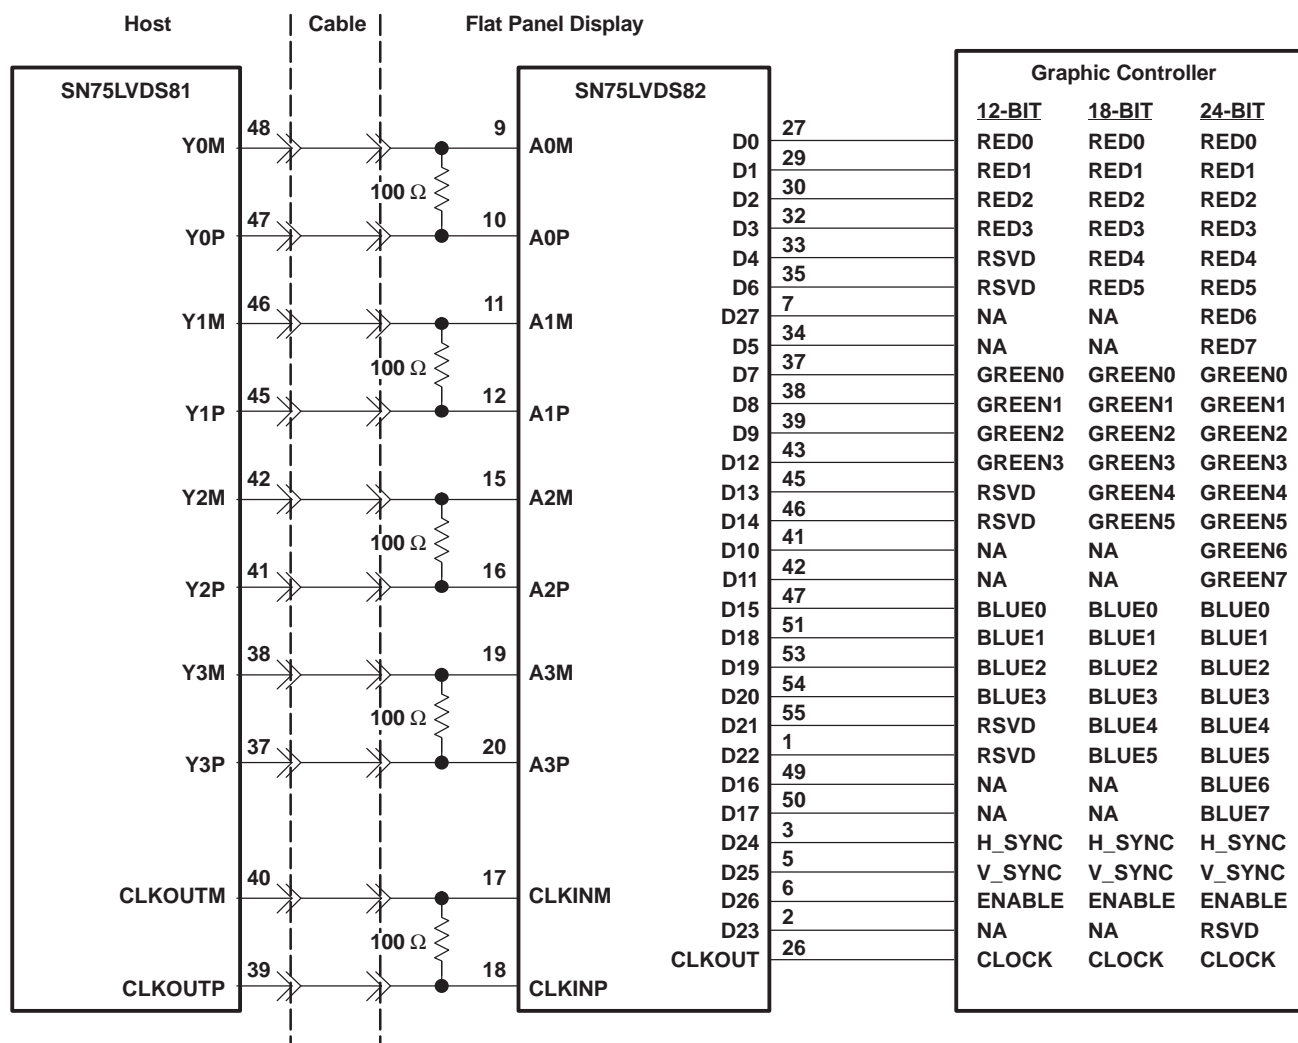 Host Cable Flat Panel Display
SN75LVDS81
SN75LVDS82
Graphic Controller
12-BIT 18-BIT 24-BIT
Y0M 48 9 A0M
100 Ω
Y0P 47 10 A0P
Y1M 46 11 A1M
100 Ω
Y1P 45 12 A1P
Y2M 42 15 A2M
100 Ω
Y2P 41 16 A2P
Y3M 38 19 A3M
100 Ω
Y3P 37 20 A3P
CLKOUTM 40 17 CLKINM
100 Ω
CLKOUTP 39 18 CLKINP
D0 27 RED0 RED0 RED0
D1 29 RED1 RED1 RED1
D2 30 RED2 RED2 RED2
D3 32 RED3 RED3 RED3
D4 33 RSVD RED4 RED4
D6 35 RSVD RED5 RED5
D27 7 NA NA RED6
D5 34 NA NA RED7
D7 37 GREEN0 GREEN0 GREEN0
D8 38 GREEN1 GREEN1 GREEN1
D9 39 GREEN2 GREEN2 GREEN2
D12 43 GREEN3 GREEN3 GREEN3
D13 45 RSVD GREEN4 GREEN4
D14 46 RSVD GREEN5 GREEN5
D10 41 NA NA GREEN6
D11 42 NA NA GREEN7
D15 47 BLUE0 BLUE0 BLUE0
D18 51 BLUE1 BLUE1 BLUE1
D19 53 BLUE2 BLUE2 BLUE2
D20 54 BLUE3 BLUE3 BLUE3
D21 55 RSVD BLUE4 BLUE4
D22 1 RSVD BLUE5 BLUE5
D16 49 NA NA BLUE6
D17 50 NA NA BLUE7
D24 3 H_SYNC H_SYNC H_SYNC
D25 5 V_SYNC V_SYNC V_SYNC
D26 6 ENABLE ENABLE ENABLE
D23 2 NA NA RSVD
CLKOUT 26 CLOCK CLOCK CLOCK